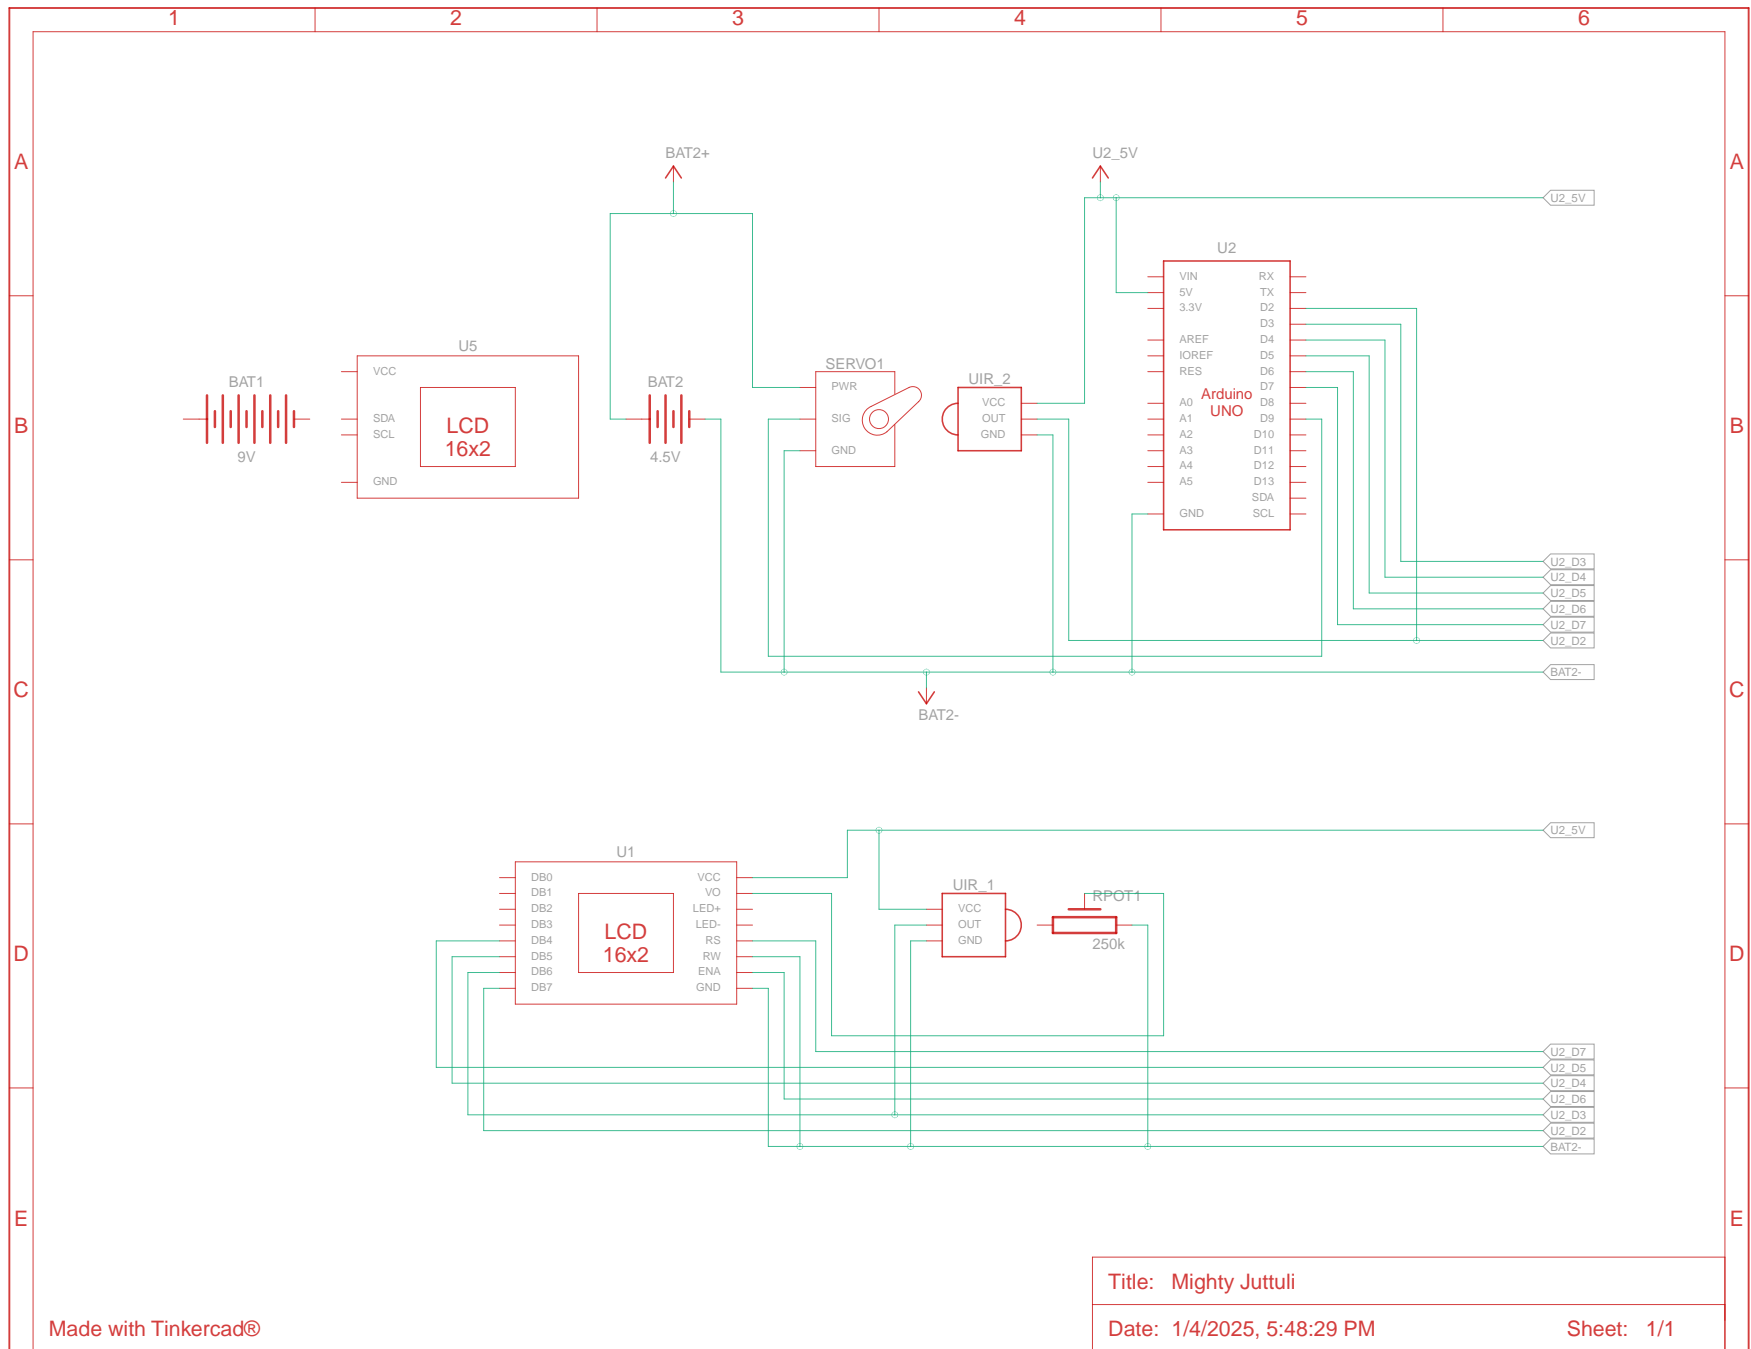 1 2 3 4 5 6
A A
BAT2+ U2_5V
U2_5V
U2
VIN RX
5V TX
3.3V D2
D3
AREF D4
IOREF D5
RES D6
D7
Arduino
UNO
A0 D8
A1 D9
A2 D10
A3 D11
A4 D12
A5 D13
SDA
GND SCL
B B
BAT1
9V
U5
VCC
SDA
SCL
GND
LCD
16x2
BAT2
4.5V
SERVO1
PWR
SIG
GND
UIR_2
VCC
OUT
GND
U2_D3
U2_D4
U2_D5
U2_D6
U2_D7
U2_D2
BAT2-
C C
BAT2-
U2_5V
U1
DB0 VCC
DB1 VO
DB2 LED+
DB3 LED-
DB4 RS
DB5 RW
DB6 ENA
DB7 GND
LCD
16x2
D D
UIR_1
VCC
OUT
GND
RPOT1
250k
U2_D7
U2_D5
U2_D4
U2_D6
U2_D3
U2_D2
BAT2-
E E
Title: Mighty Juttuli
Made with Tinkercad® Date: 1/4/2025, 5:48:29 PM Sheet: 1/1